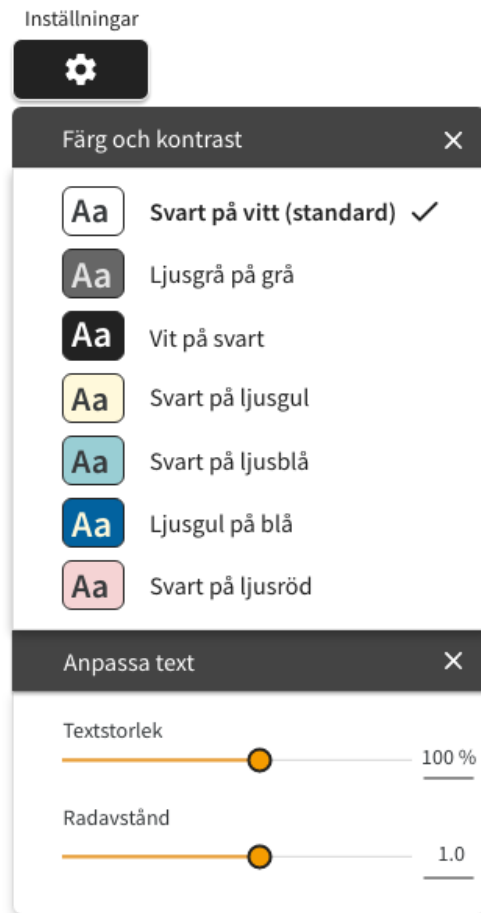 Inställningar
Färg och kontrast
Aa Svart på vitt (standard)
Aa Ljusgrå på grå
Aa Vit på svart
Aa Svart på ljusgul
Aa Svart på ljusblå
Aa Ljusgul på blå
Aa Svart på ljusröd
Anpassa text
Textstorlek
100 %
Radavstånd
1.0